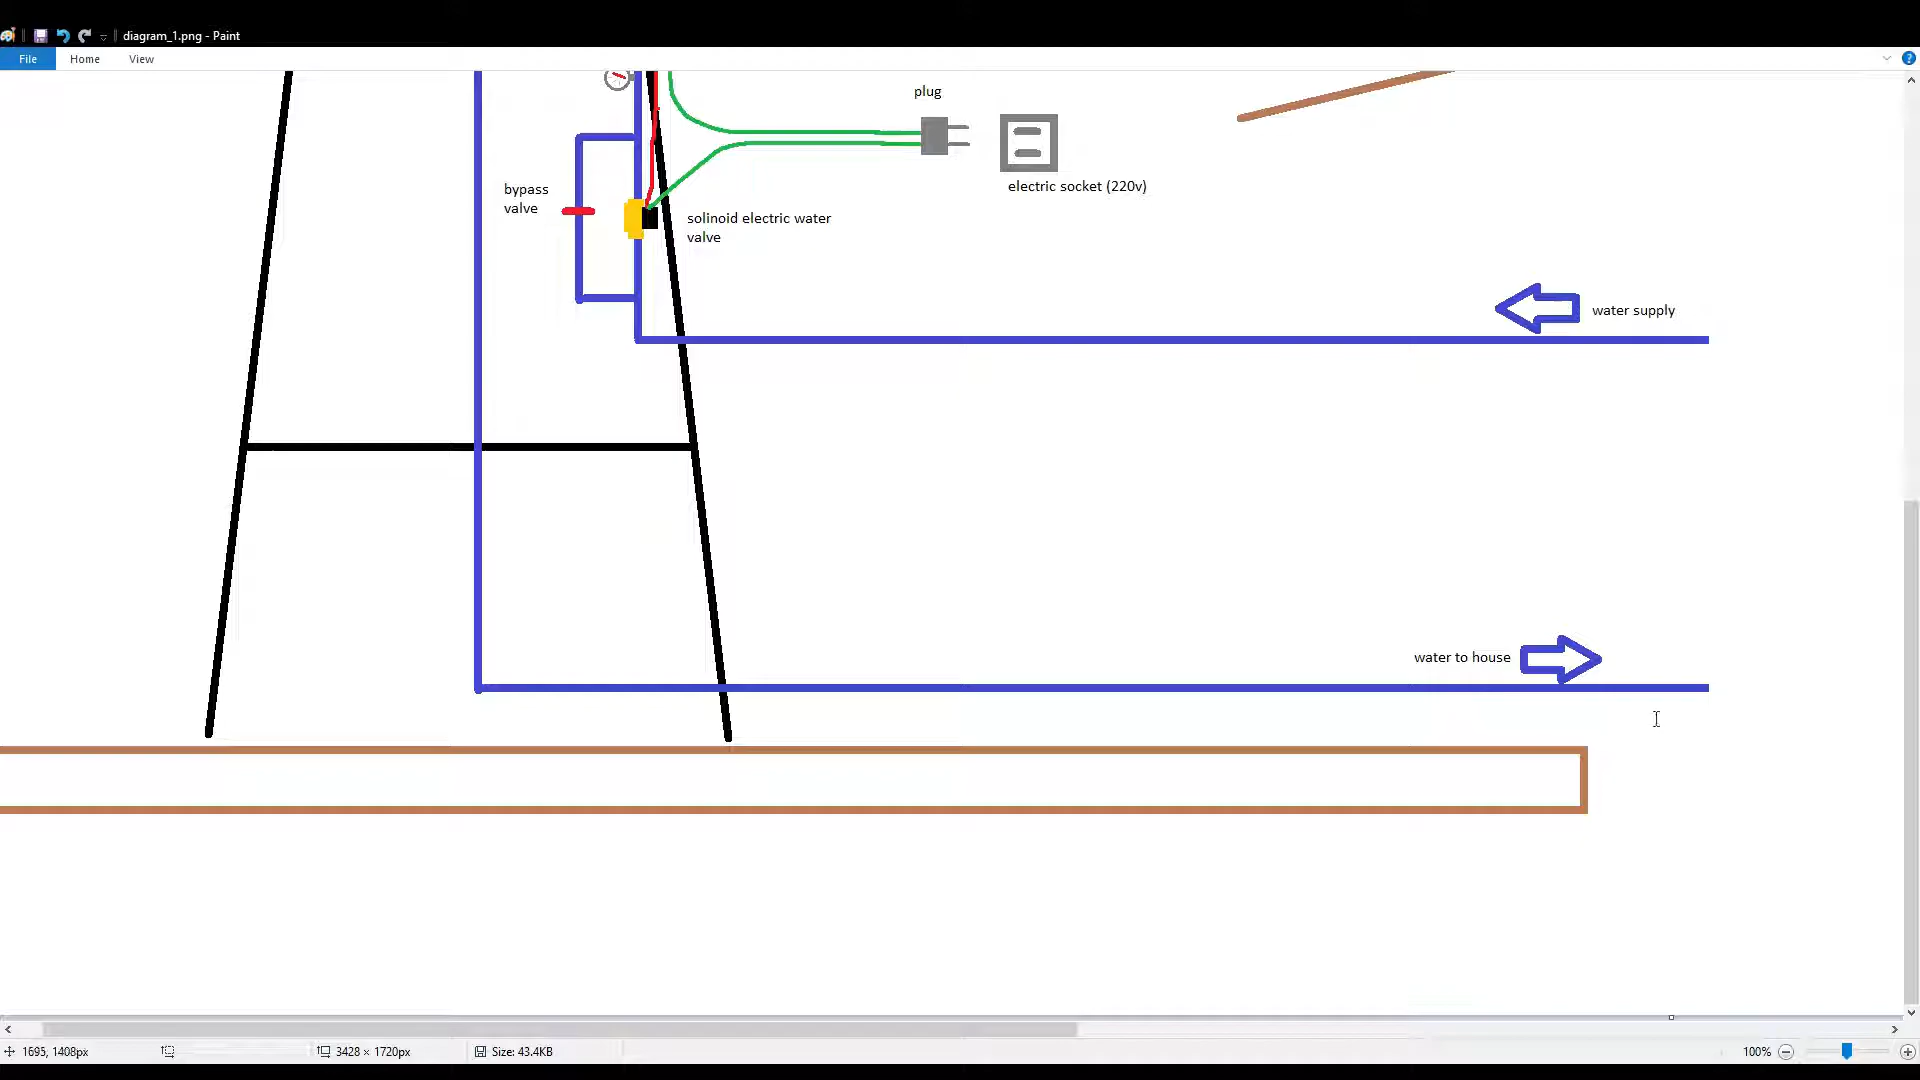 diagram_1.png - Paint
File Home View
plug
electric socket (220v)
bypass
valve
solinoid electric water
valve
water supply
water to house
1695, 1408px
3428 × 1720px
Size: 43.4KB
100%